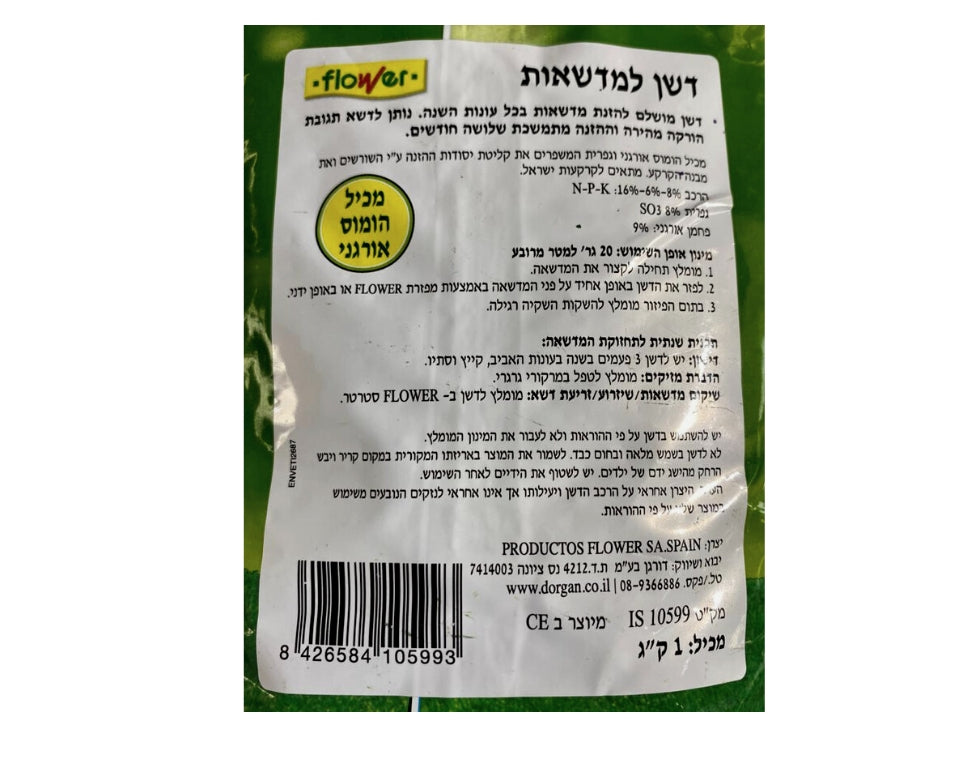 ·flower·
דשן למדשאות
• דשן מושלם להזנת מדשאות בכל עונות השנה. נותן לדשא תגובת
הורקה מהירה והזנה מתמשכת שלושה חודשים.
מכיל הומוס אורגני וגפרית המשפרים את קליטת יסודות ההזנה ע"י השורשים ואת
מבנה הקרקע. מתאים לקרקעות ישראל.
הרכב N-P-K :16%-6%-8%
גפרית 8% SO3
פחמן אורגני: 9%
מכיל
הומוס
אורגני
מינון אופן השימוש: 20 גר' למטר מרובע
1. מומלץ תחילה לקצור את המדשאה.
2. לפזר את הדשן באופן אחיד על פני המדשאה באמצעות מפזרת FLOWER או באופן ידני.
3. בתום הפיזור מומלץ להשקות השקיה רגילה.
תכנית שנתית לתחזוקת המדשאה:
דישון: יש לדשן 3 פעמים בשנה בעונות האביב, קייץ וסתיו.
הדברת מזיקים: מומלץ לטפל במרקורי גרגרי.
שיקום מדשאות/שיזרוע/זריעת דשא: מומלץ לדשן ב- FLOWER סטרטר.
יש להשתמש בדשן על פי ההוראות ולא לעבור את המינון המומלץ.
לא לדשן בשמש מלאה ובחום כבד. לשמור את המוצר באריזתו המקורית במקום קריר ויבש
הרחק מהישג ידם של ילדים. יש לשטוף את הידיים לאחר השימוש.
היצרן אחראי על הרכב הדשן ויעילותו אך אינו אחראי לנזקים הנובעים משימוש
במוצר שלא על פי ההוראות.
ENVETI2687
יצרן: PRODUCTOS FLOWER SA.SPAIN
יבוא ושיווק: דורגן בע"מ ת.ד.4212 נס ציונה 7414003
טל./פקס. 08-9366886 | www.dorgan.co.il
מק"ט IS 10599 מיוצר ב CE
מכיל: 1 ק"ג
8 426584 105993